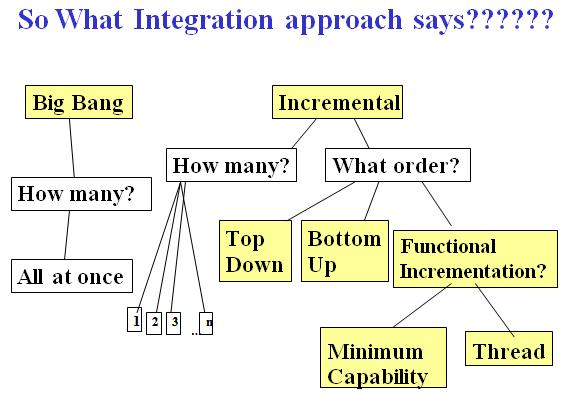 So What Integration approach says??????
Big Bang
Incremental
How many?
What order?
How many?
Top
Down
Bottom
Up
Functional
Incrementation?
All at once
1
2
3
..
n
Minimum
Capability
Thread